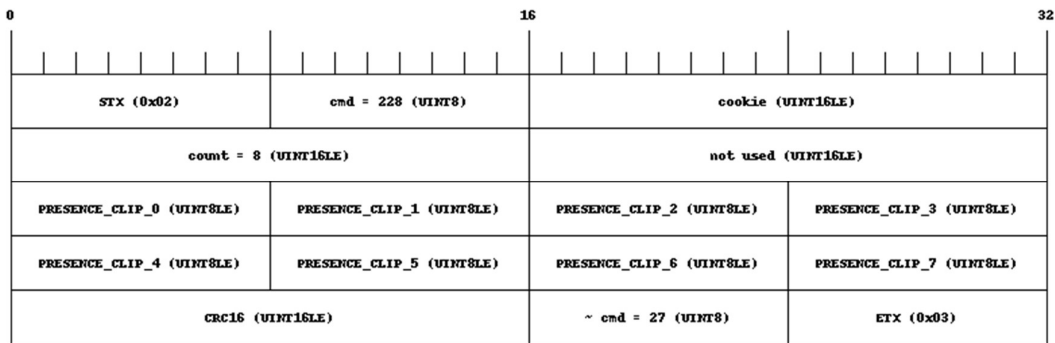 0 16 32
STX (0x02) cmd = 228 (UINT8) cookie (UINT16LE)
count = 8 (UINT16LE) not used (UINT16LE)
PRESENCE_CLIP_0 (UINT8LE) PRESENCE_CLIP_1 (UINT8LE) PRESENCE_CLIP_2 (UINT8LE) PRESENCE_CLIP_3 (UINT8LE)
PRESENCE_CLIP_4 (UINT8LE) PRESENCE_CLIP_5 (UINT8LE) PRESENCE_CLIP_6 (UINT8LE) PRESENCE_CLIP_7 (UINT8LE)
CRC16 (UINT16LE) ~ cmd = 27 (UINT8) ETX (0x03)